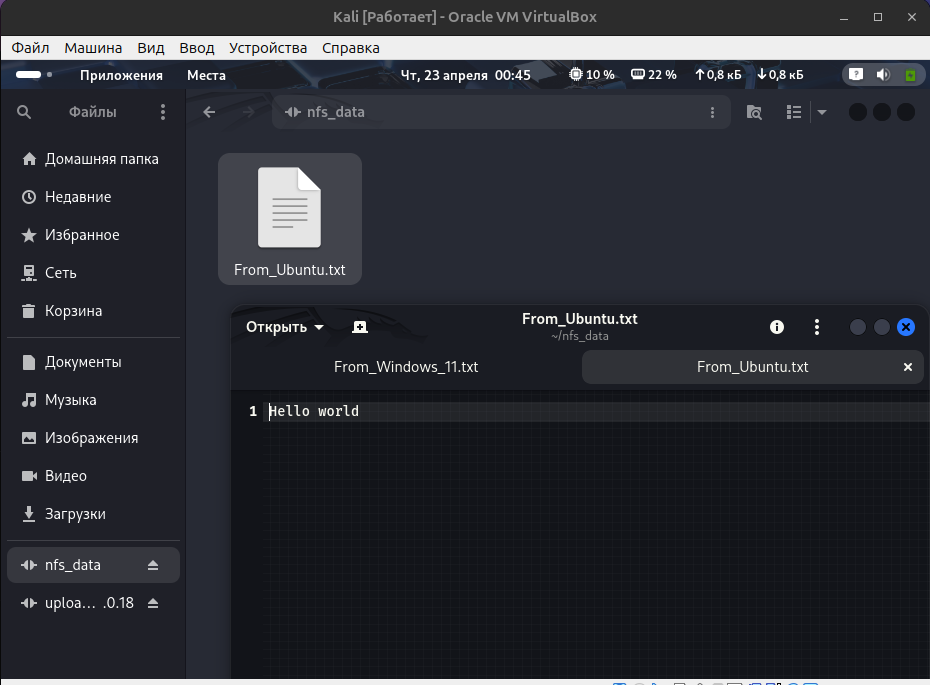 Kali [Работает] - Oracle VM VirtualBox
Файл Машина Вид Ввод Устройства Справка
Приложения Места Чт, 23 апреля 00:45 10 % 22 % 0,8 кБ 0,8 кБ ?
Файлы
nfs_data
Домашняя папка
Недавние
Избранное
Сеть
Корзина
Документы
Музыка
Изображения
Видео
Загрузки
nfs_data
uploa… .0.18
From_Ubuntu.txt
Открыть
From_Ubuntu.txt
~/nfs_data
From_Windows_11.txt
From_Ubuntu.txt
1 Hello world